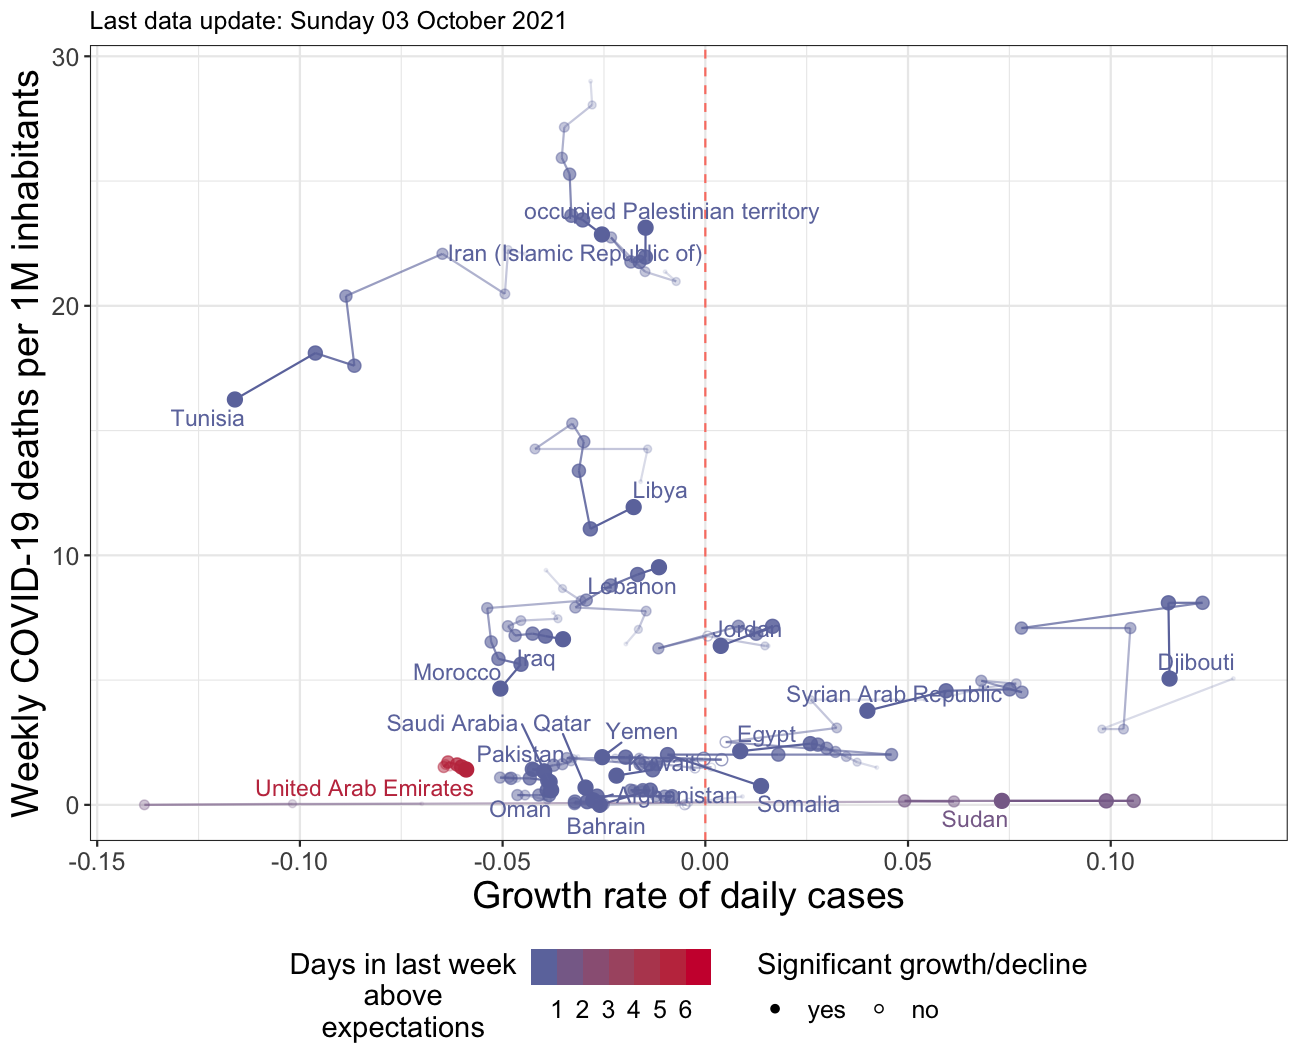 Last data update: Sunday 03 October 2021
Weekly COVID-19 deaths per 1M inhabitants
30
20
10
0
occupied Palestinian territory
Iran (Islamic Republic of)
Tunisia
Libya
Lebanon
Jordan
Iraq
Morocco
Djibouti
Syrian Arab Republic
Saudi Arabia
Qatar
Yemen
Egypt
Pakistan
Kuwait
United Arab Emirates
Afghanistan
Oman
Somalia
Bahrain
Sudan
-0.15
-0.10
-0.05
0.00
0.05
0.10
Growth rate of daily cases
Days in last week
above
expectations
1 2 3 4 5 6
Significant growth/decline
yes
no